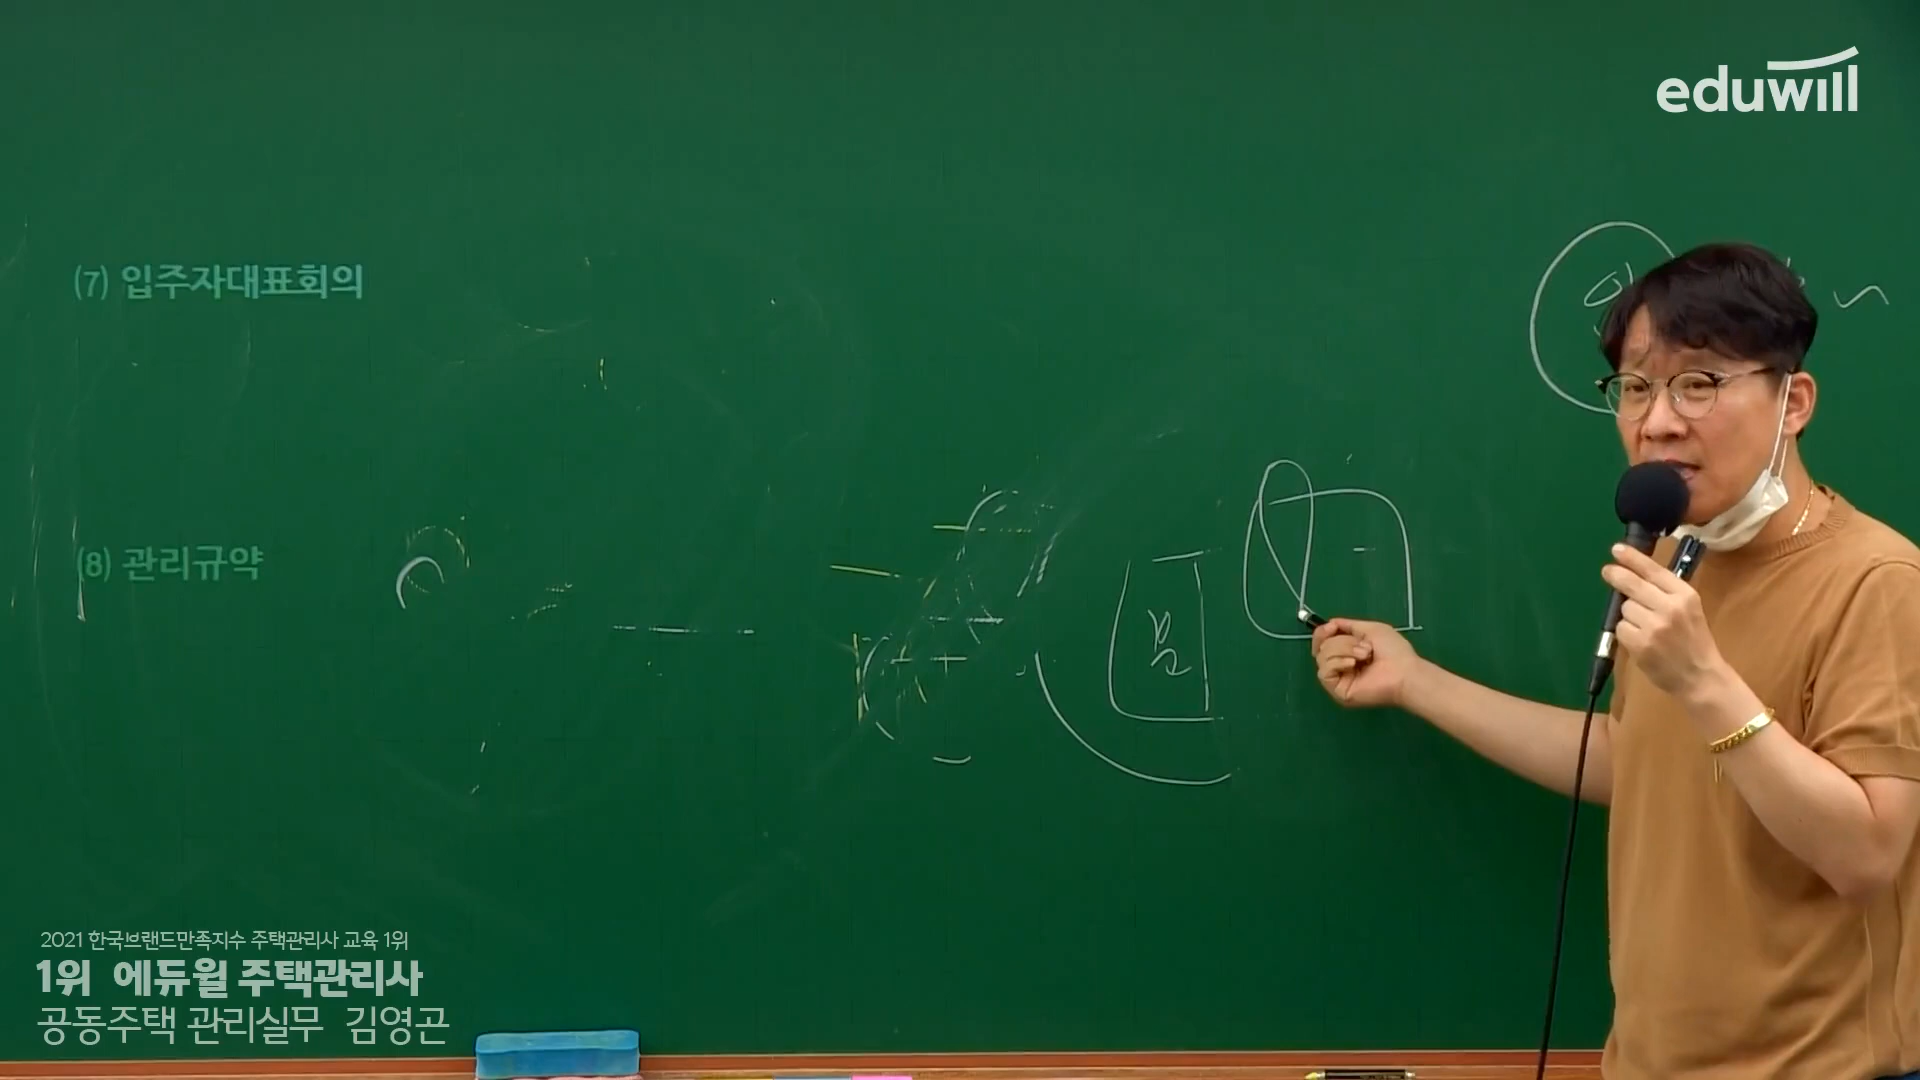 eduwill
(7) 입주자대표회의
(8) 관리규약
2021 한국브랜드만족지수 주택관리사 교육 1위
1위 에듀윌 주택관리사
공동주택 관리실무 김영곤